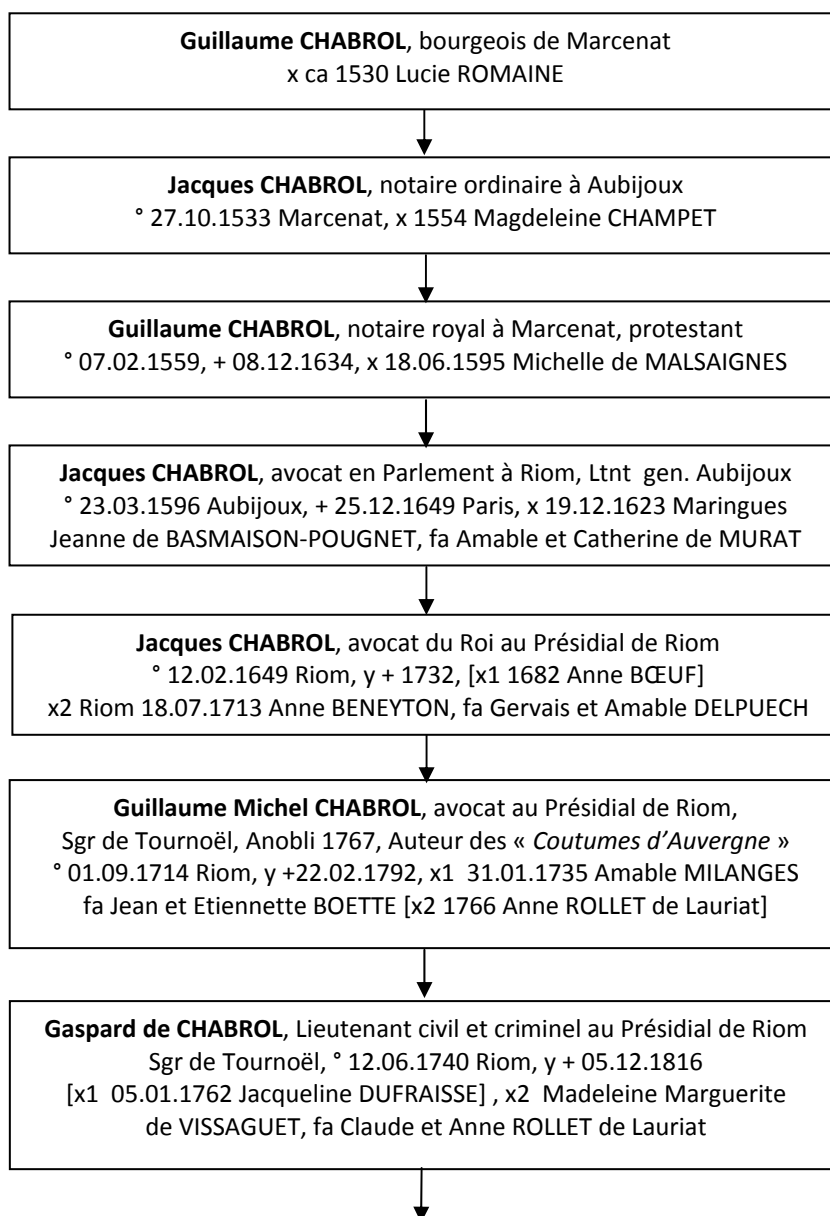 Guillaume CHABROL, bourgeois de Marcenat
x ca 1530 Lucie ROMAINE
Jacques CHABROL, notaire ordinaire à Aubijoux
° 27.10.1533 Marcenat, x 1554 Magdeleine CHAMPET
Guillaume CHABROL, notaire royal à Marcenat, protestant
° 07.02.1559, + 08.12.1634, x 18.06.1595 Michelle de MALSAIGNES
Jacques CHABROL, avocat en Parlement à Riom, Ltnt gen. Aubijoux
° 23.03.1596 Aubijoux, + 25.12.1649 Paris, x 19.12.1623 Maringues
Jeanne de BASMAISON-POUGNET, fa Amable et Catherine de MURAT
Jacques CHABROL, avocat du Roi au Présidial de Riom
° 12.02.1649 Riom, y + 1732, [x1 1682 Anne BŒUF]
x2 Riom 18.07.1713 Anne BENEYTON, fa Gervais et Amable DELPUECH
Guillaume Michel CHABROL, avocat au Présidial de Riom,
Sgr de Tournoël, Anobli 1767, Auteur des « Coutumes d'Auvergne »
° 01.09.1714 Riom, y +22.02.1792, x1 31.01.1735 Amable MILANGES
fa Jean et Etiennette BOETTE [x2 1766 Anne ROLLET de Lauriat]
Gaspard de CHABROL, Lieutenant civil et criminel au Présidial de Riom
Sgr de Tournoël, ° 12.06.1740 Riom, y + 05.12.1816
[x1 05.01.1762 Jacqueline DUFRAISSE] , x2 Madeleine Marguerite
de VISSAGUET, fa Claude et Anne ROLLET de Lauriat